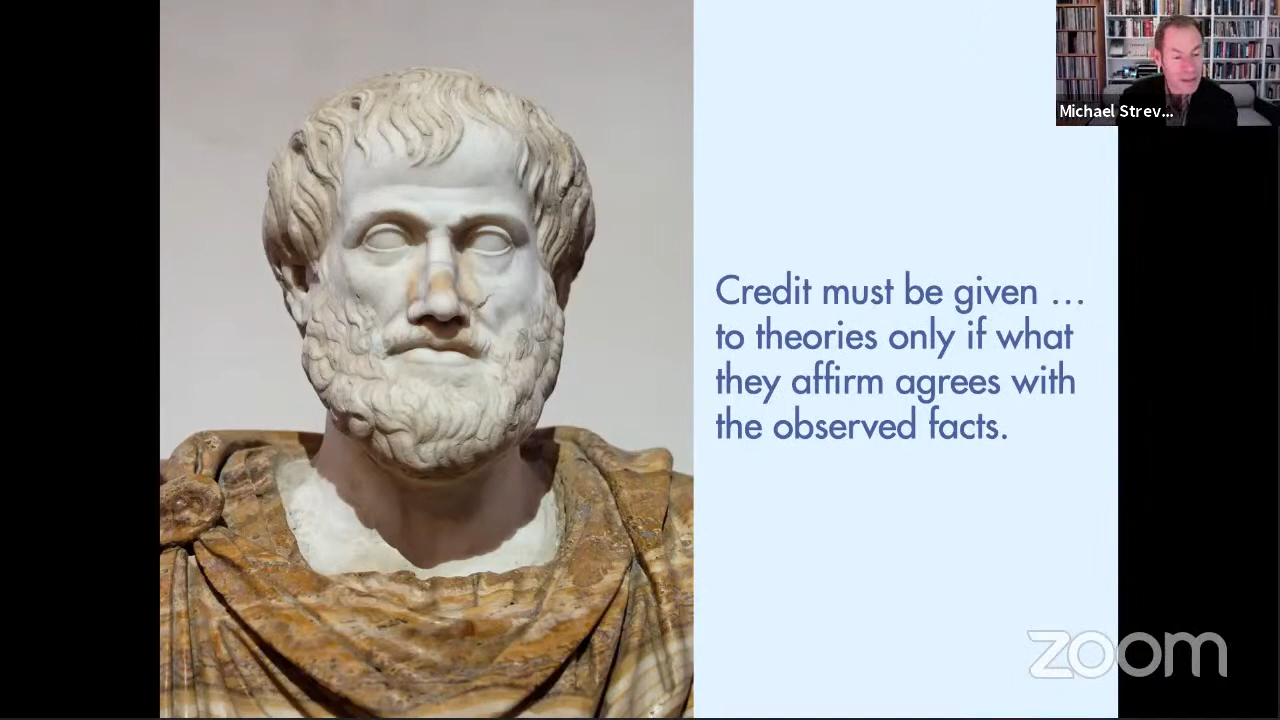 Michael Strev...
Credit must be given …
to theories only if what
they affirm agrees with
the observed facts.
zoom